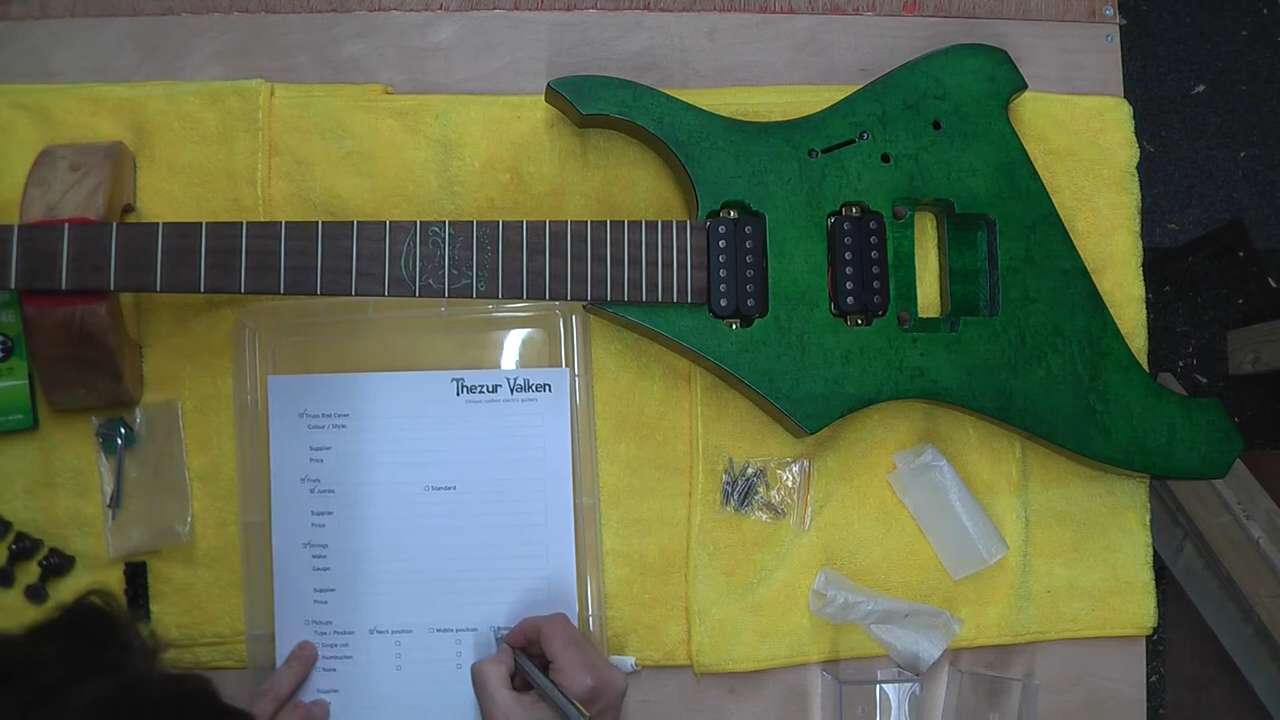 Thezur Valken
Unique custom electric guitars
Truss Rod Cover
Colour / Style:
Supplier
Price
Frets
Jumbo
Standard
Supplier
Price
Strings
Make:
Gauge:
Supplier
Price
Pickups
Type / Position
Neck position
Middle position
Single coil
Humbucker
None
Supplier